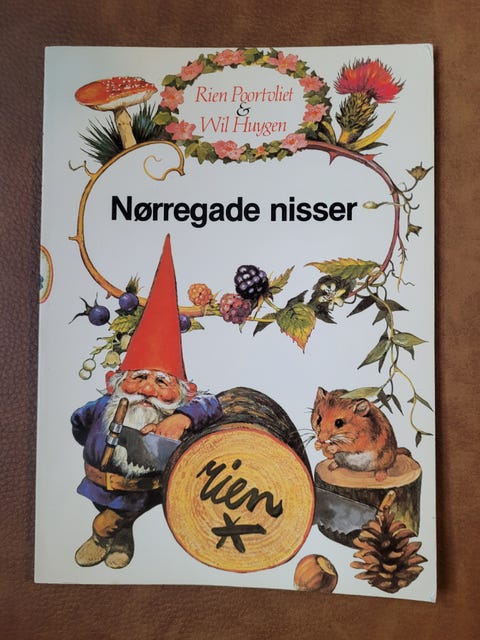 Rien Poortvliet
&
Wil Huygen
Nørregade nisser
rien